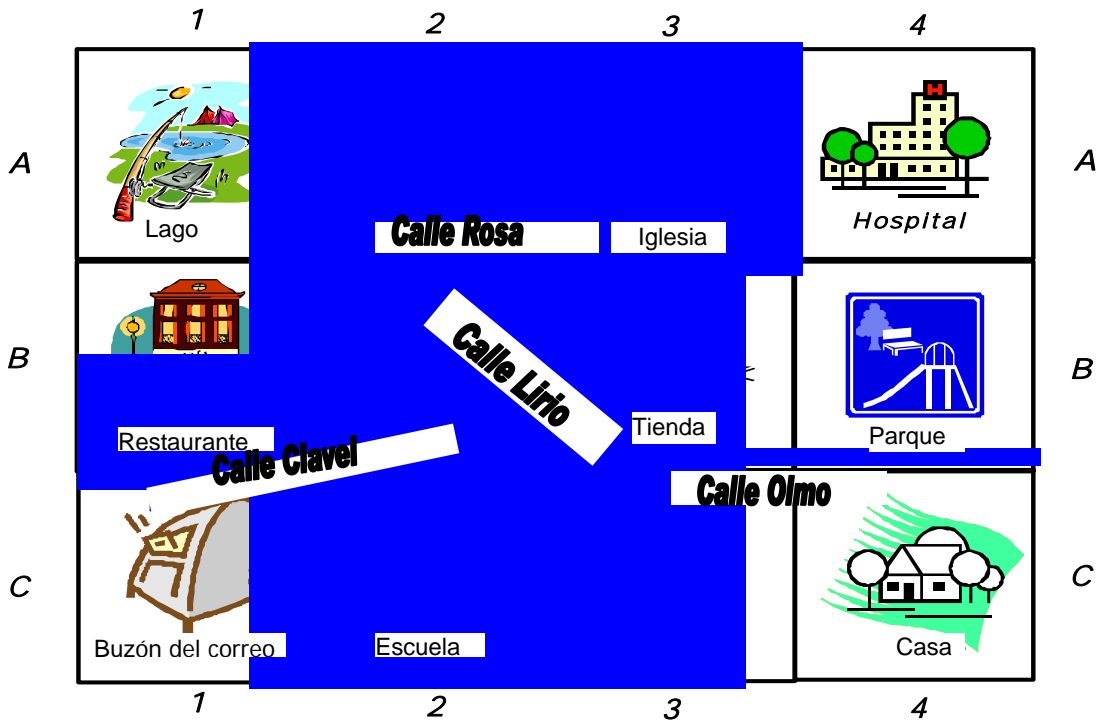 1 2 3 4
A A
H
Lago
Calle Rosa
Iglesia
Hospital
B B
Calle Lirio
Restaurante
Calle Clavel
Tienda
Parque
Calle Olmo
C C
Buzón del correo
Escuela
Casa
1 2 3 4